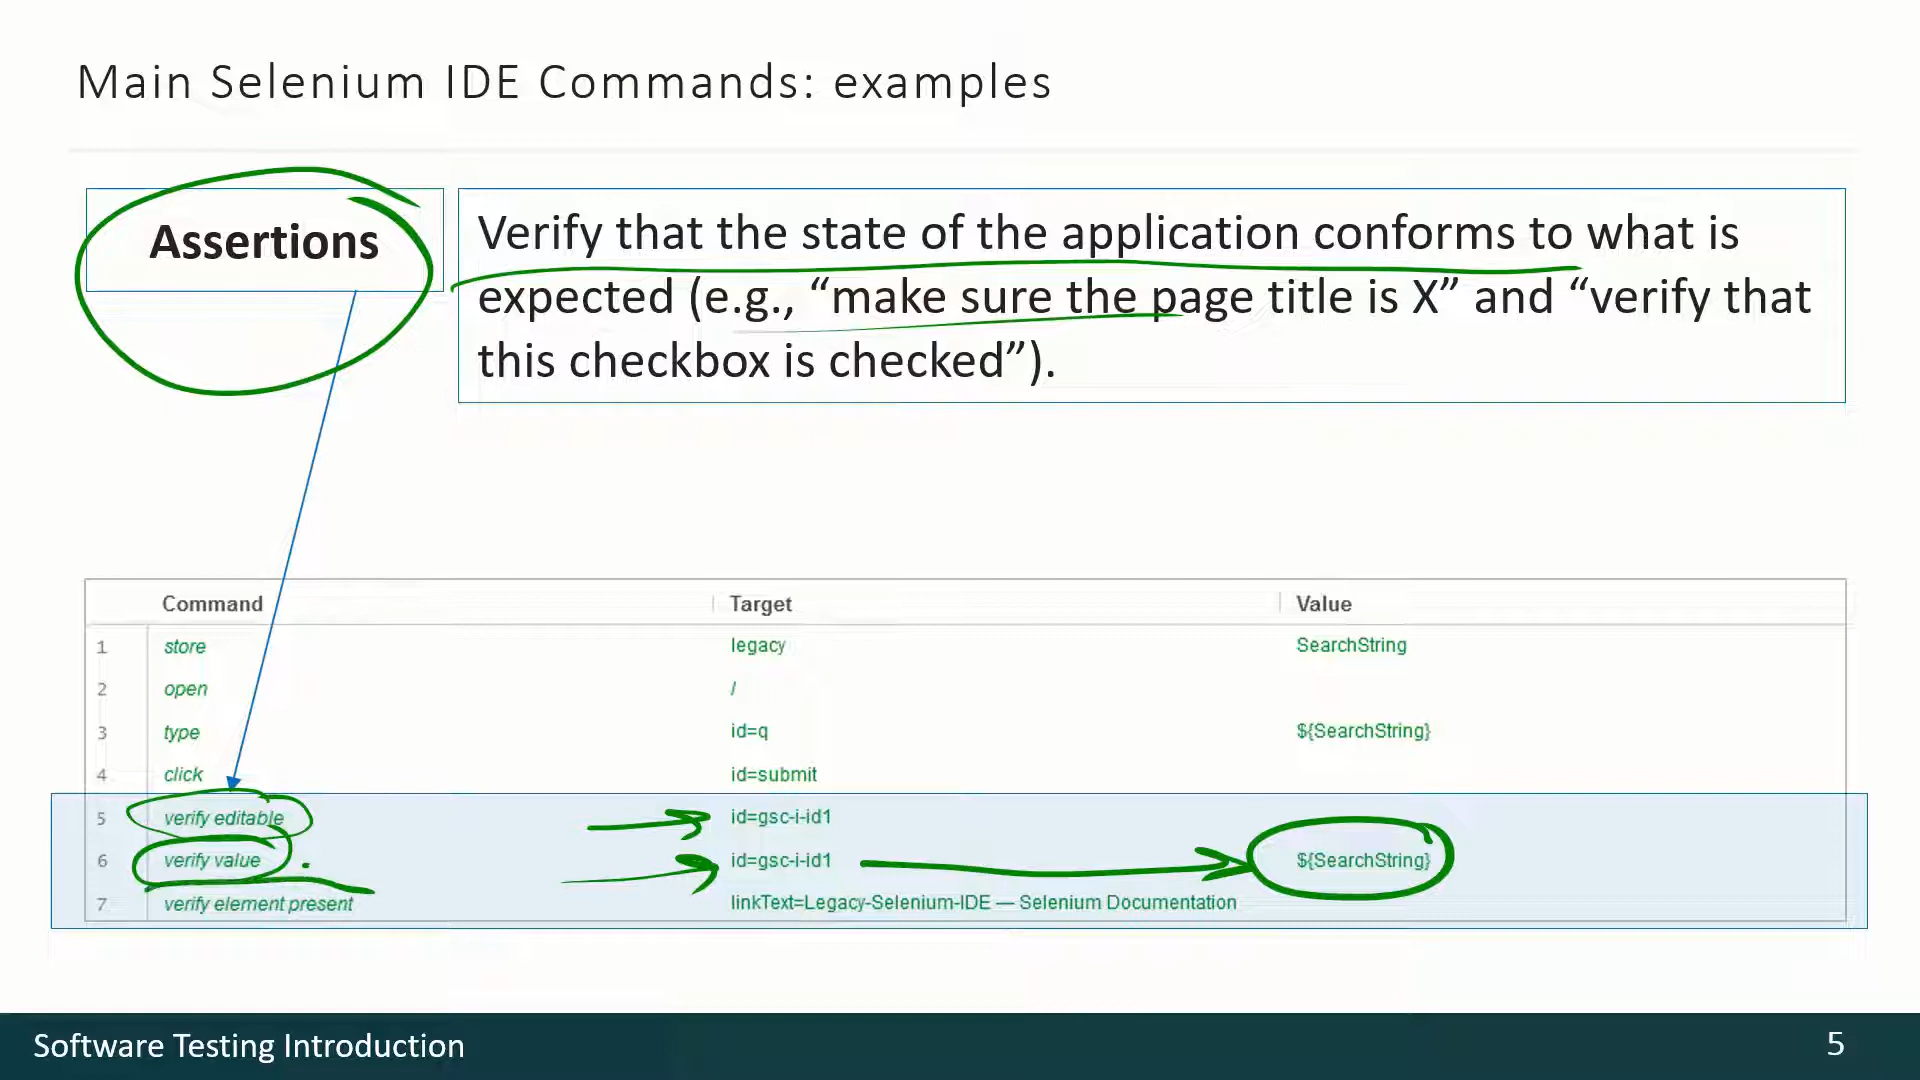 Main Selenium IDE Commands: examples
Assertions
Verify that the state of the application conforms to what is
expected (e.g., “make sure the page title is X” and “verify that
this checkbox is checked”).
Command Target Value
1 store legacy SearchString
2 open /
3 type id=q ${SearchString}
4 click id=submit
5 verify editable id=gsc-i-id1
6 verify value id=gsc-i-id1 ${SearchString}
7 verify element present linkText=Legacy-Selenium-IDE — Selenium Documentation
Software Testing Introduction 5